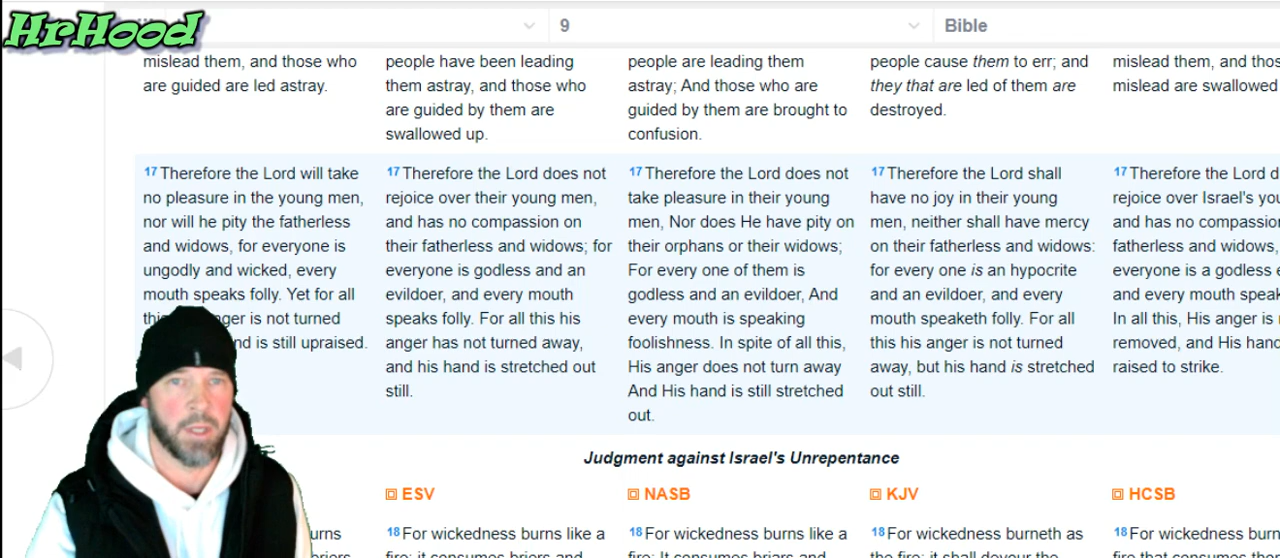 HrHood
9
Bible
mislead them, and those who
are guided are led astray.
people have been leading
them astray, and those who
are guided by them are
swallowed up.
people are leading them
astray; And those who are
guided by them are brought to
confusion.
people cause them to err; and
they that are led of them are
destroyed.
mislead them, and
mislead are swallowed
17 Therefore the Lord will take
no pleasure in the young men,
nor will he pity the fatherless
and widows, for everyone is
ungodly and wicked, every
mouth speaks folly. Yet for all
is not turned
is still upraised.
17 Therefore the Lord does not
rejoice over their young men,
and has no compassion on
their fatherless and widows; for
everyone is godless and an
evildoer, and every mouth
speaks folly. For all this his
anger has not turned away,
and his hand is stretched out
still.
17 Therefore the Lord does not
take pleasure in their young
men, Nor does He have pity on
their orphans or their widows;
For every one of them is
godless and an evildoer, And
every mouth is speaking
foolishness. In spite of all this,
His anger does not turn away
And His hand is still stretched
out.
17 Therefore the Lord shall
have no joy in their young
men, neither shall have mercy
on their fatherless and widows:
for every one is an hypocrite
and an evildoer, and every
mouth speaketh folly. For all
this his anger is not turned
away, but his hand is stretched
out still.
17 Therefore the Lord
rejoice over Israel's
and has no
fatherless and widows,
everyone is a godless
and every mouth
In all this, His anger is
removed, and His hand
raised to strike.
Judgment against Israel's Unrepentance
ESV
NASB
KJV
HCSB
18 For wickedness burns like a
fire; it consumes briers and
18 For wickedness burns like a
fire; It consumes briars and
18 For wickedness burneth as
the fire: it shall devour the
18 For wickedness